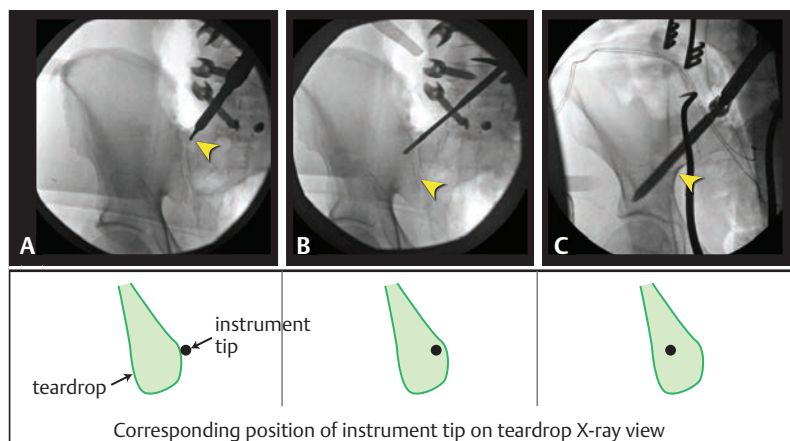 A
B
C
instrument
tip
teardrop
Corresponding position of instrument tip on teardrop X-ray view